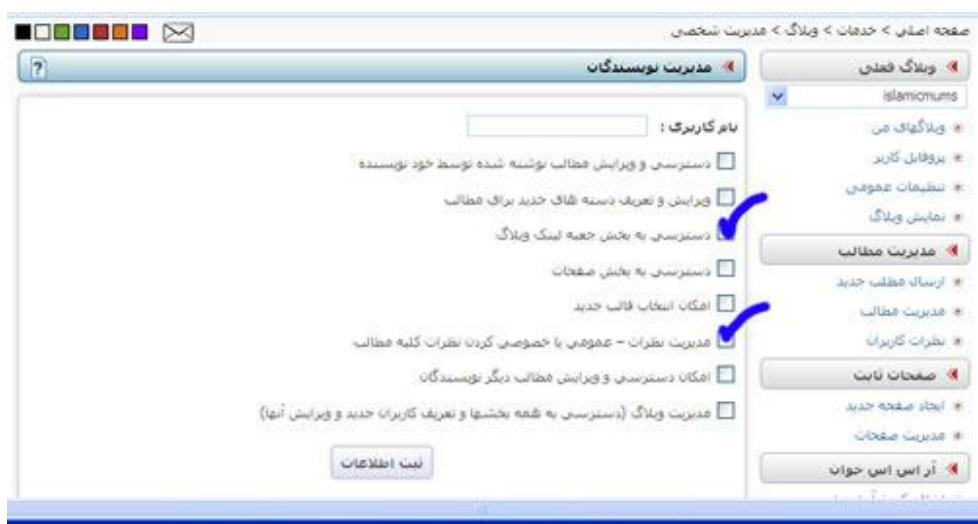 صفحه اصلی > خدمات > وبلاگ > مدیریت شخصی
وبلاگ فعلی
islamicmums
وبلاگهای من
پروفایل کاربر
تنظیمات عمومی
نمایش وبلاگ
مدیریت مطالب
ارسال مطلب جدید
مدیریت مطالب
نظرات کاربران
صفحات ثابت
ایجاد صفحه جدید
مدیریت صفحات
آر اس اس خوان
مدیریت نویسندگان
?
نام کاربری :
دسترسی و ویرایش مطالب نوشته شده توسط خود نویسنده
ویرایش و تعریف دسته های جدید برای مطالب
دسترسی به بخش جعبه لینک وبلاگ
دسترسی به بخش صفحات
امکان انتخاب قالب جدید
مدیریت نظرات - عمومی یا خصوصی کردن نظرات کلیه مطالب
امکان دسترسی و ویرایش مطالب دیگر نویسندگان
مدیریت وبلاگ (دسترسی به همه بخشها و تعریف کاربران جدید و ویرایش آنها)
ثبت اطلاعات